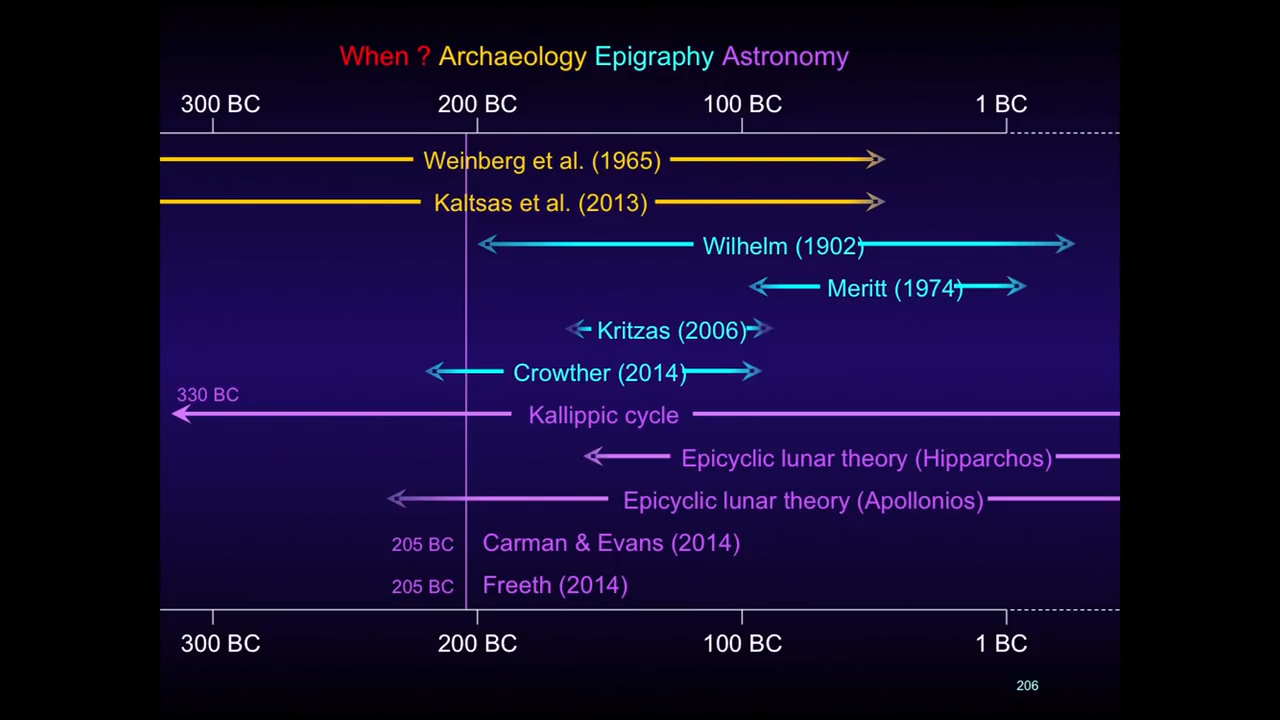 When ? Archaeology Epigraphy Astronomy
300 BC 200 BC 100 BC 1 BC
Weinberg et al. (1965)
Kaltsas et al. (2013)
Wilhelm (1902)
Meritt (1974)
Kritzas (2006)
Crowther (2014)
330 BC
Kallippic cycle
Epicyclic lunar theory (Hipparchos)
Epicyclic lunar theory (Apollonios)
205 BC Carman & Evans (2014)
205 BC Freeth (2014)
300 BC 200 BC 100 BC 1 BC
206